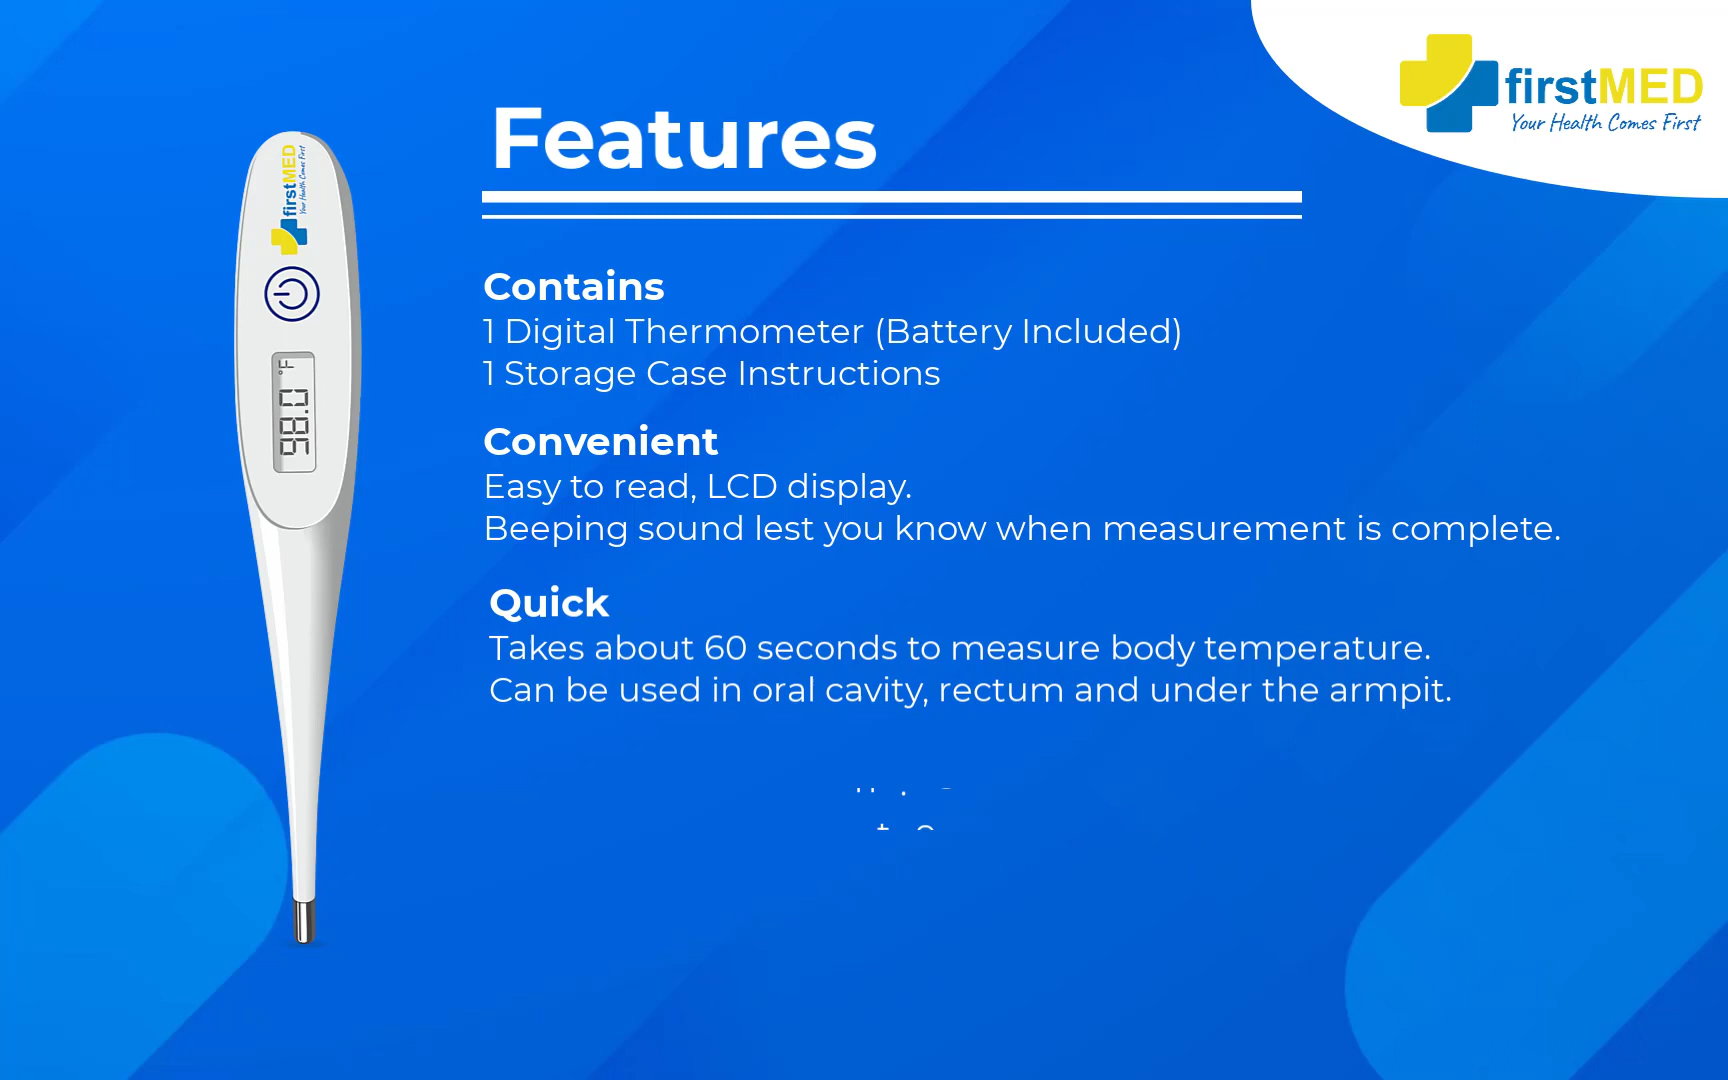 firstMED
Your Health Comes First
Features
firstMED
Your Health Comes First
98.0 °F
Contains
1 Digital Thermometer (Battery Included)
1 Storage Case Instructions
Convenient
Easy to read, LCD display.
Beeping sound lest you know when measurement is complete.
Quick
Takes about 60 seconds to measure body temperature.
Can be used in oral cavity, rectum and under the armpit.